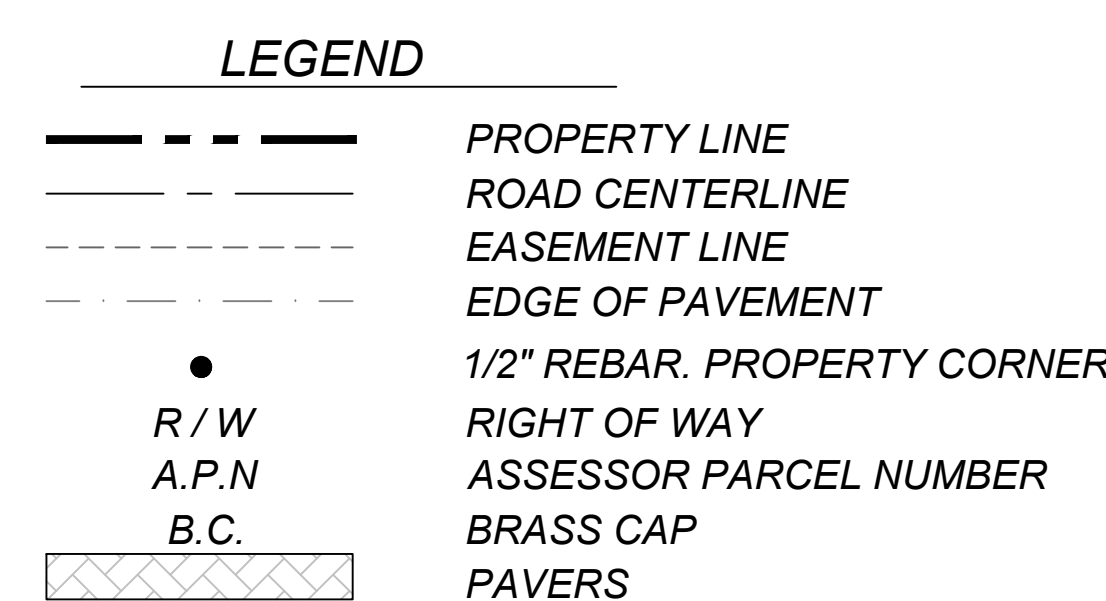 LEGEND
PROPERTY LINE
ROAD CENTERLINE
EASEMENT LINE
EDGE OF PAVEMENT
1/2" REBAR. PROPERTY CORNER
R / W RIGHT OF WAY
A.P.N ASSESSOR PARCEL NUMBER
B.C. BRASS CAP
PAVERS